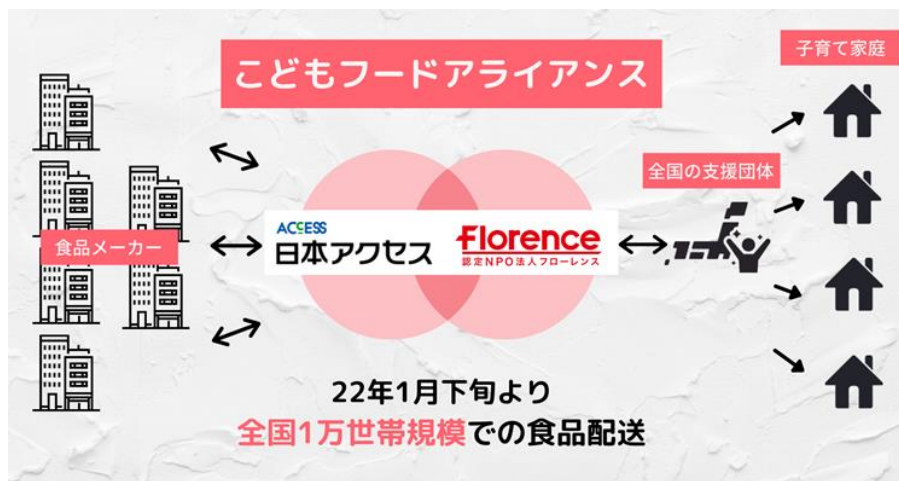 こどもフードアライアンス
子育て家庭
全国の支援団体
食品メーカー
ACCESS
日本アクセス
Florence
認定NPO法人フローレンス
22年1月下旬より
全国1万世帯規模での食品配送